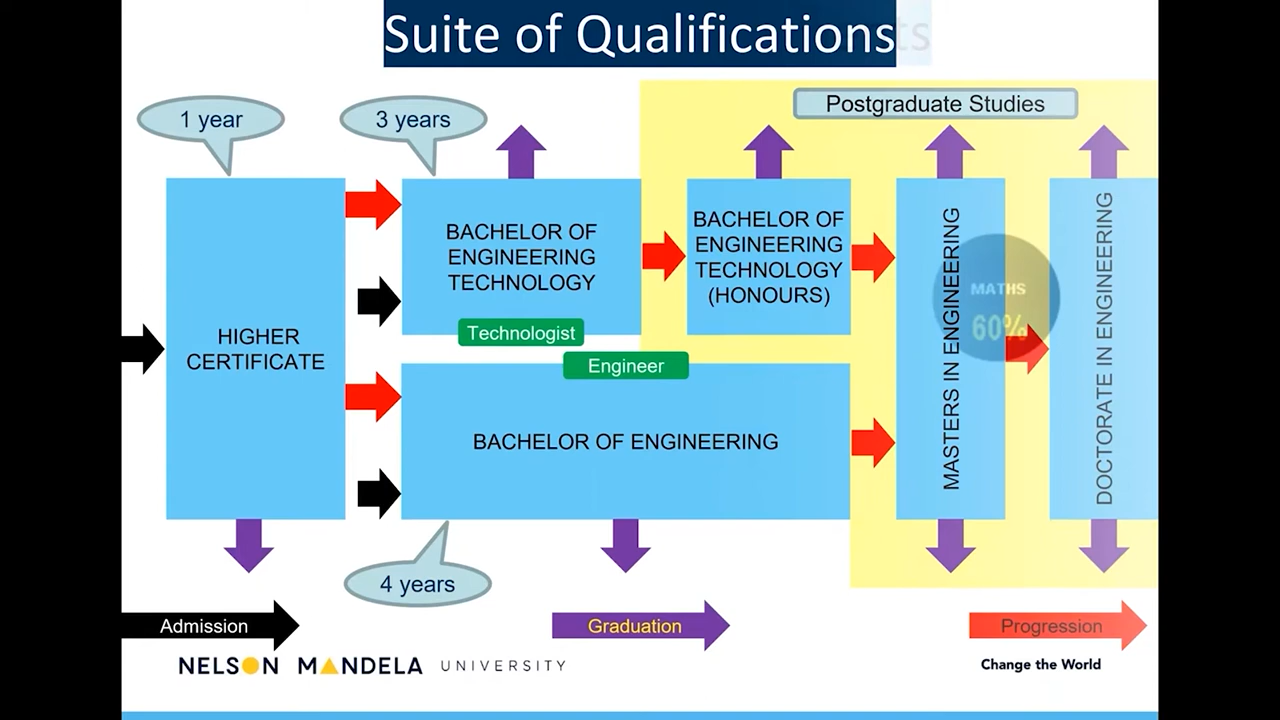 Suite of Qualifications
1 year
3 years
Postgraduate Studies
HIGHER
CERTIFICATE
BACHELOR OF
ENGINEERING
TECHNOLOGY
Technologist
BACHELOR OF
ENGINEERING
TECHNOLOGY
(HONOURS)
Engineer
BACHELOR OF ENGINEERING
MASTERS IN ENGINEERING
MATHS
60%
DOCTORATE IN ENGINEERING
4 years
Admission
Graduation
Progression
NELSON MANDELA UNIVERSITY
Change the World